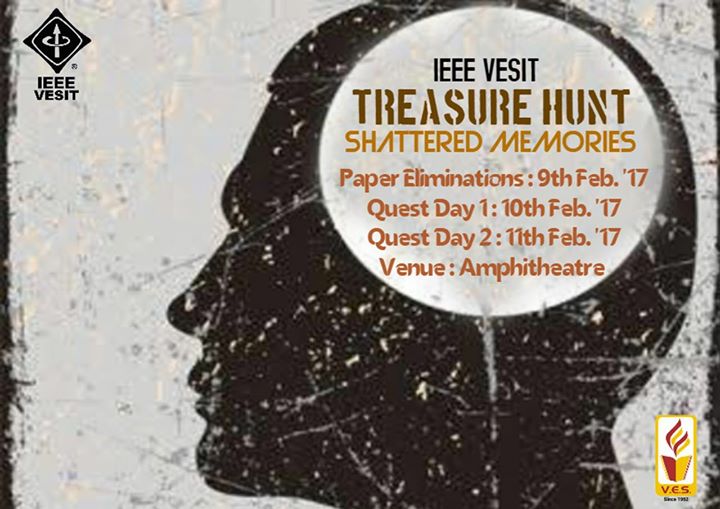 IEEE
VESIT
IEEE VESIT
TREASURE HUNT
SHATTERED MEMORIES
Paper Eliminations : 9th Feb. '17
Quest Day 1 : 10th Feb. '17
Quest Day 2 : 11th Feb. '17
Venue : Amphitheatre
V.E.S.
Since 1962